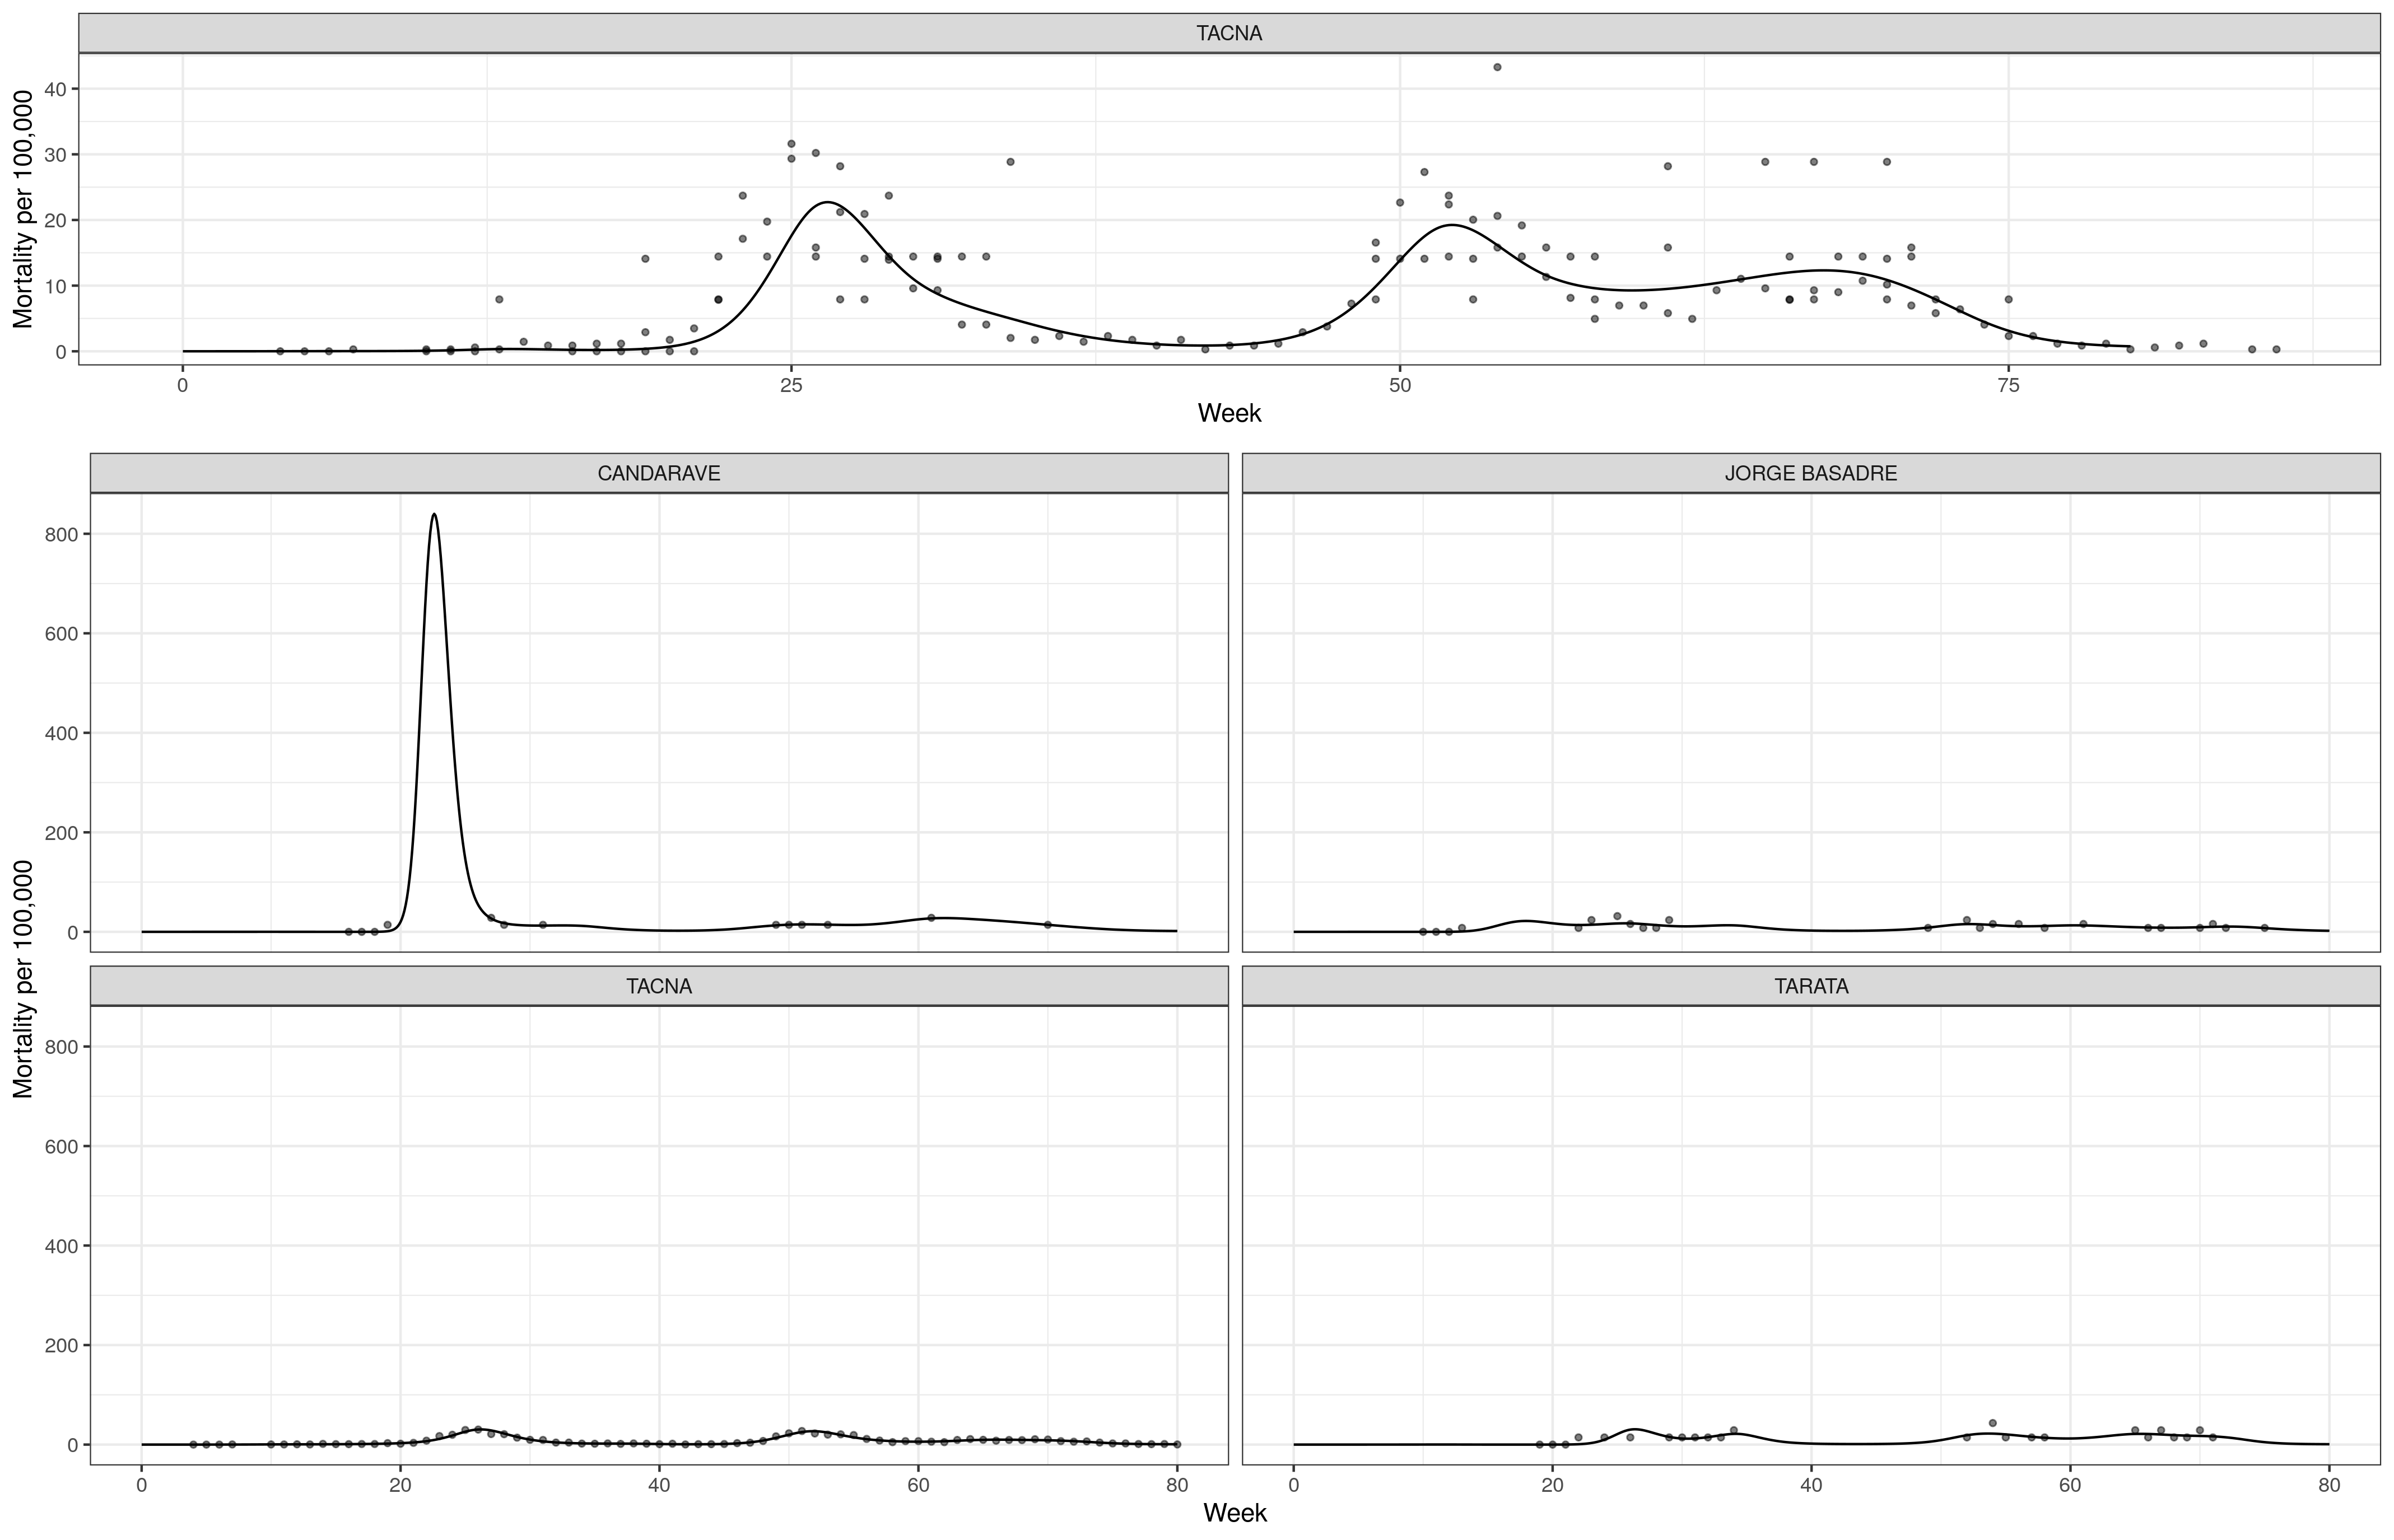 TACNA
Mortality per 100,000
40
30
20
10
0
0 25 50 75
Week
CANDARAVE JORGE BASADRE
Mortality per 100,000
800
600
400
200
0
TACNA TARATA
800
600
400
200
0
0 20 40 60 80 0 20 40 60 80
Week